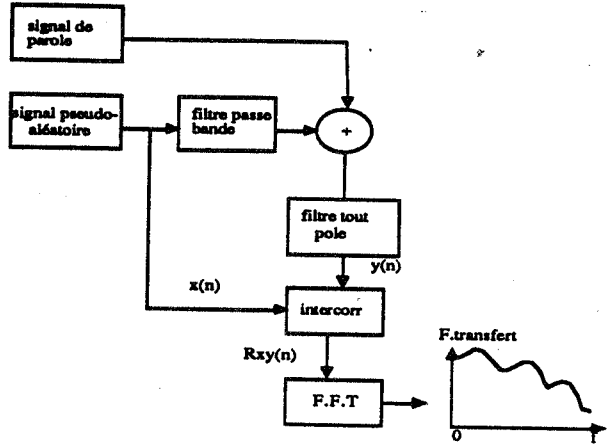 signal de
parole
signal pseudo-
aléatoire
filtre passe
bande
+
filtre tout
pole
y(n)
x(n)
intercorr
Rxy(n)
F.F.T
F.transfert
0
f